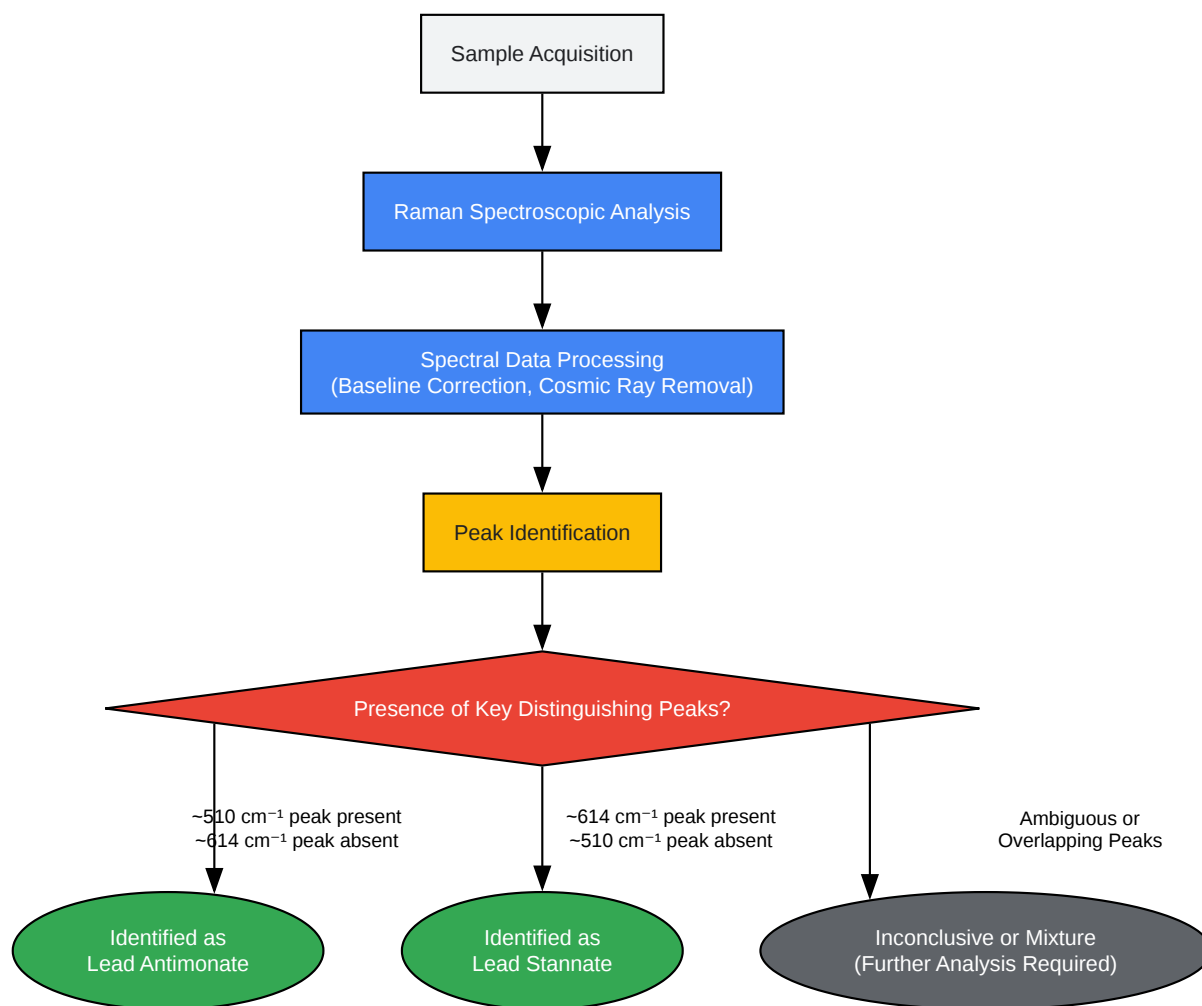 Sample Acquisition
Raman Spectroscopic Analysis
Spectral Data Processing
(Baseline Correction, Cosmic Ray Removal)
Peak Identification
Presence of Key Distinguishing Peaks?
~510 cm⁻¹ peak present
~614 cm⁻¹ peak absent
~614 cm⁻¹ peak present
~510 cm⁻¹ peak absent
Ambiguous or
Overlapping Peaks
Identified as
Lead Antimonate
Identified as
Lead Stannate
Inconclusive or Mixture
(Further Analysis Required)